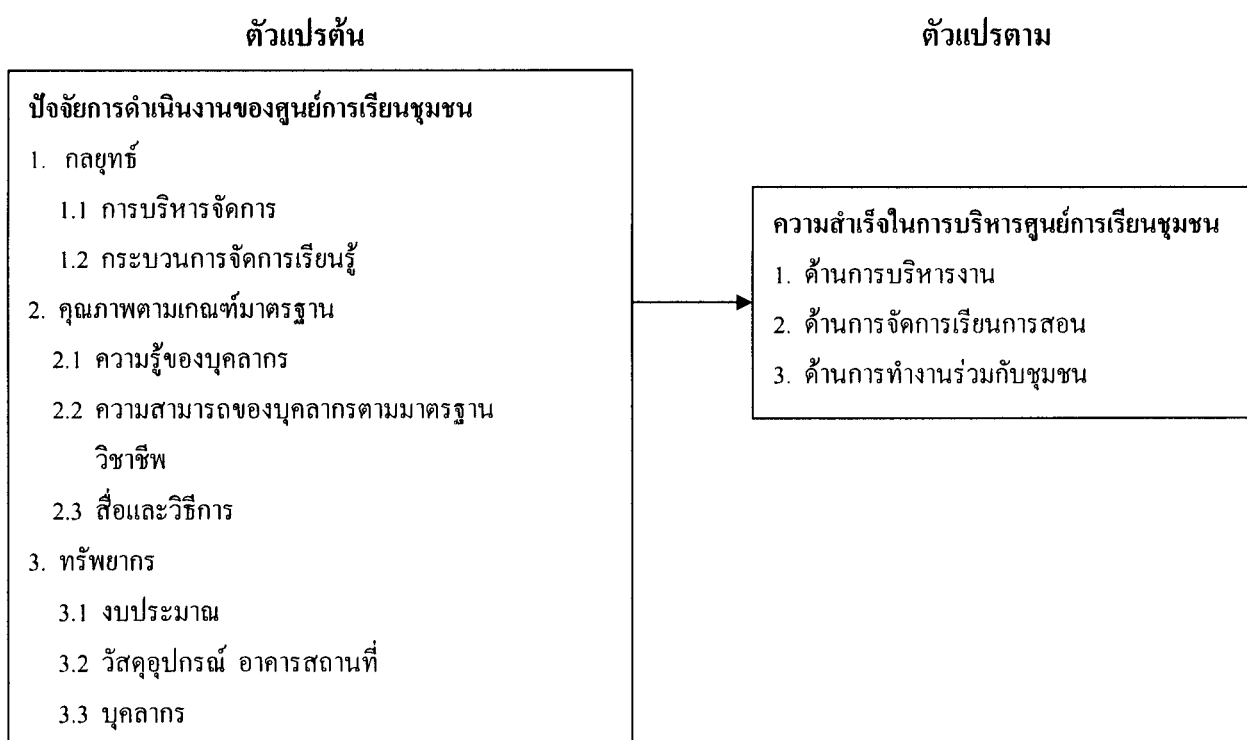 ตัวแปรต้น
ตัวแปรตาม
ปัจจัยการดำเนินงานของศูนย์การเรียนชุมชน
1. กลยุทธ์
1.1 การบริหารจัดการ
1.2 กระบวนการจัดการเรียนรู้
2. คุณภาพตามเกณฑ์มาตรฐาน
2.1 ความรู้ของบุคลากร
2.2 ความสามารถของบุคลากรตามมาตรฐาน
วิชาชีพ
2.3 สื่อและวิธีการ
3. ทรัพยากร
3.1 งบประมาณ
3.2 วัสดุอุปกรณ์ อาคารสถานที่
3.3 บุคลากร
ความสำเร็จในการบริหารศูนย์การเรียนชุมชน
1. ด้านการบริหารงาน
2. ด้านการจัดการเรียนการสอน
3. ด้านการทำงานร่วมกับชุมชน